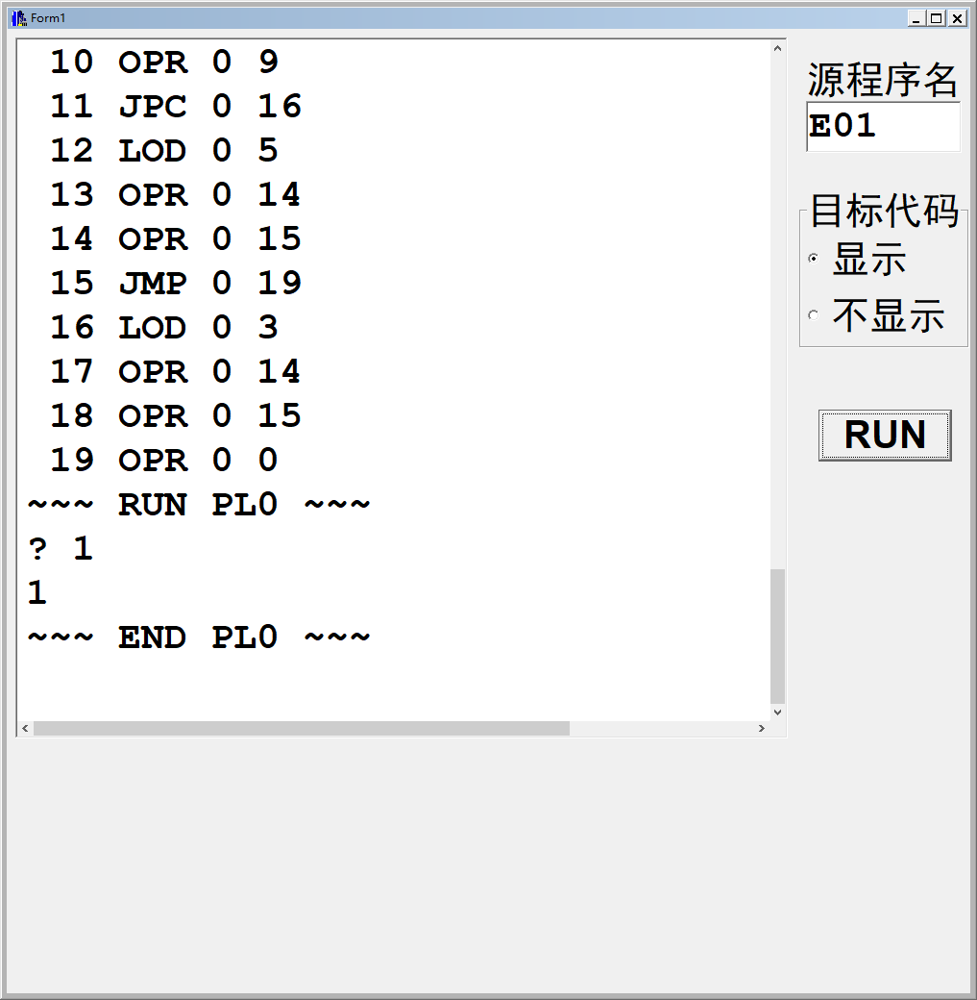 Form1
10 OPR 0 9
11 JPC 0 16
12 LOD 0 5
13 OPR 0 14
14 OPR 0 15
15 JMP 0 19
16 LOD 0 3
17 OPR 0 14
18 OPR 0 15
19 OPR 0 0
~~~ RUN PL0 ~~~
? 1
1
~~~ END PL0 ~~~
源程序名
E01
目标代码
显示
不显示
RUN